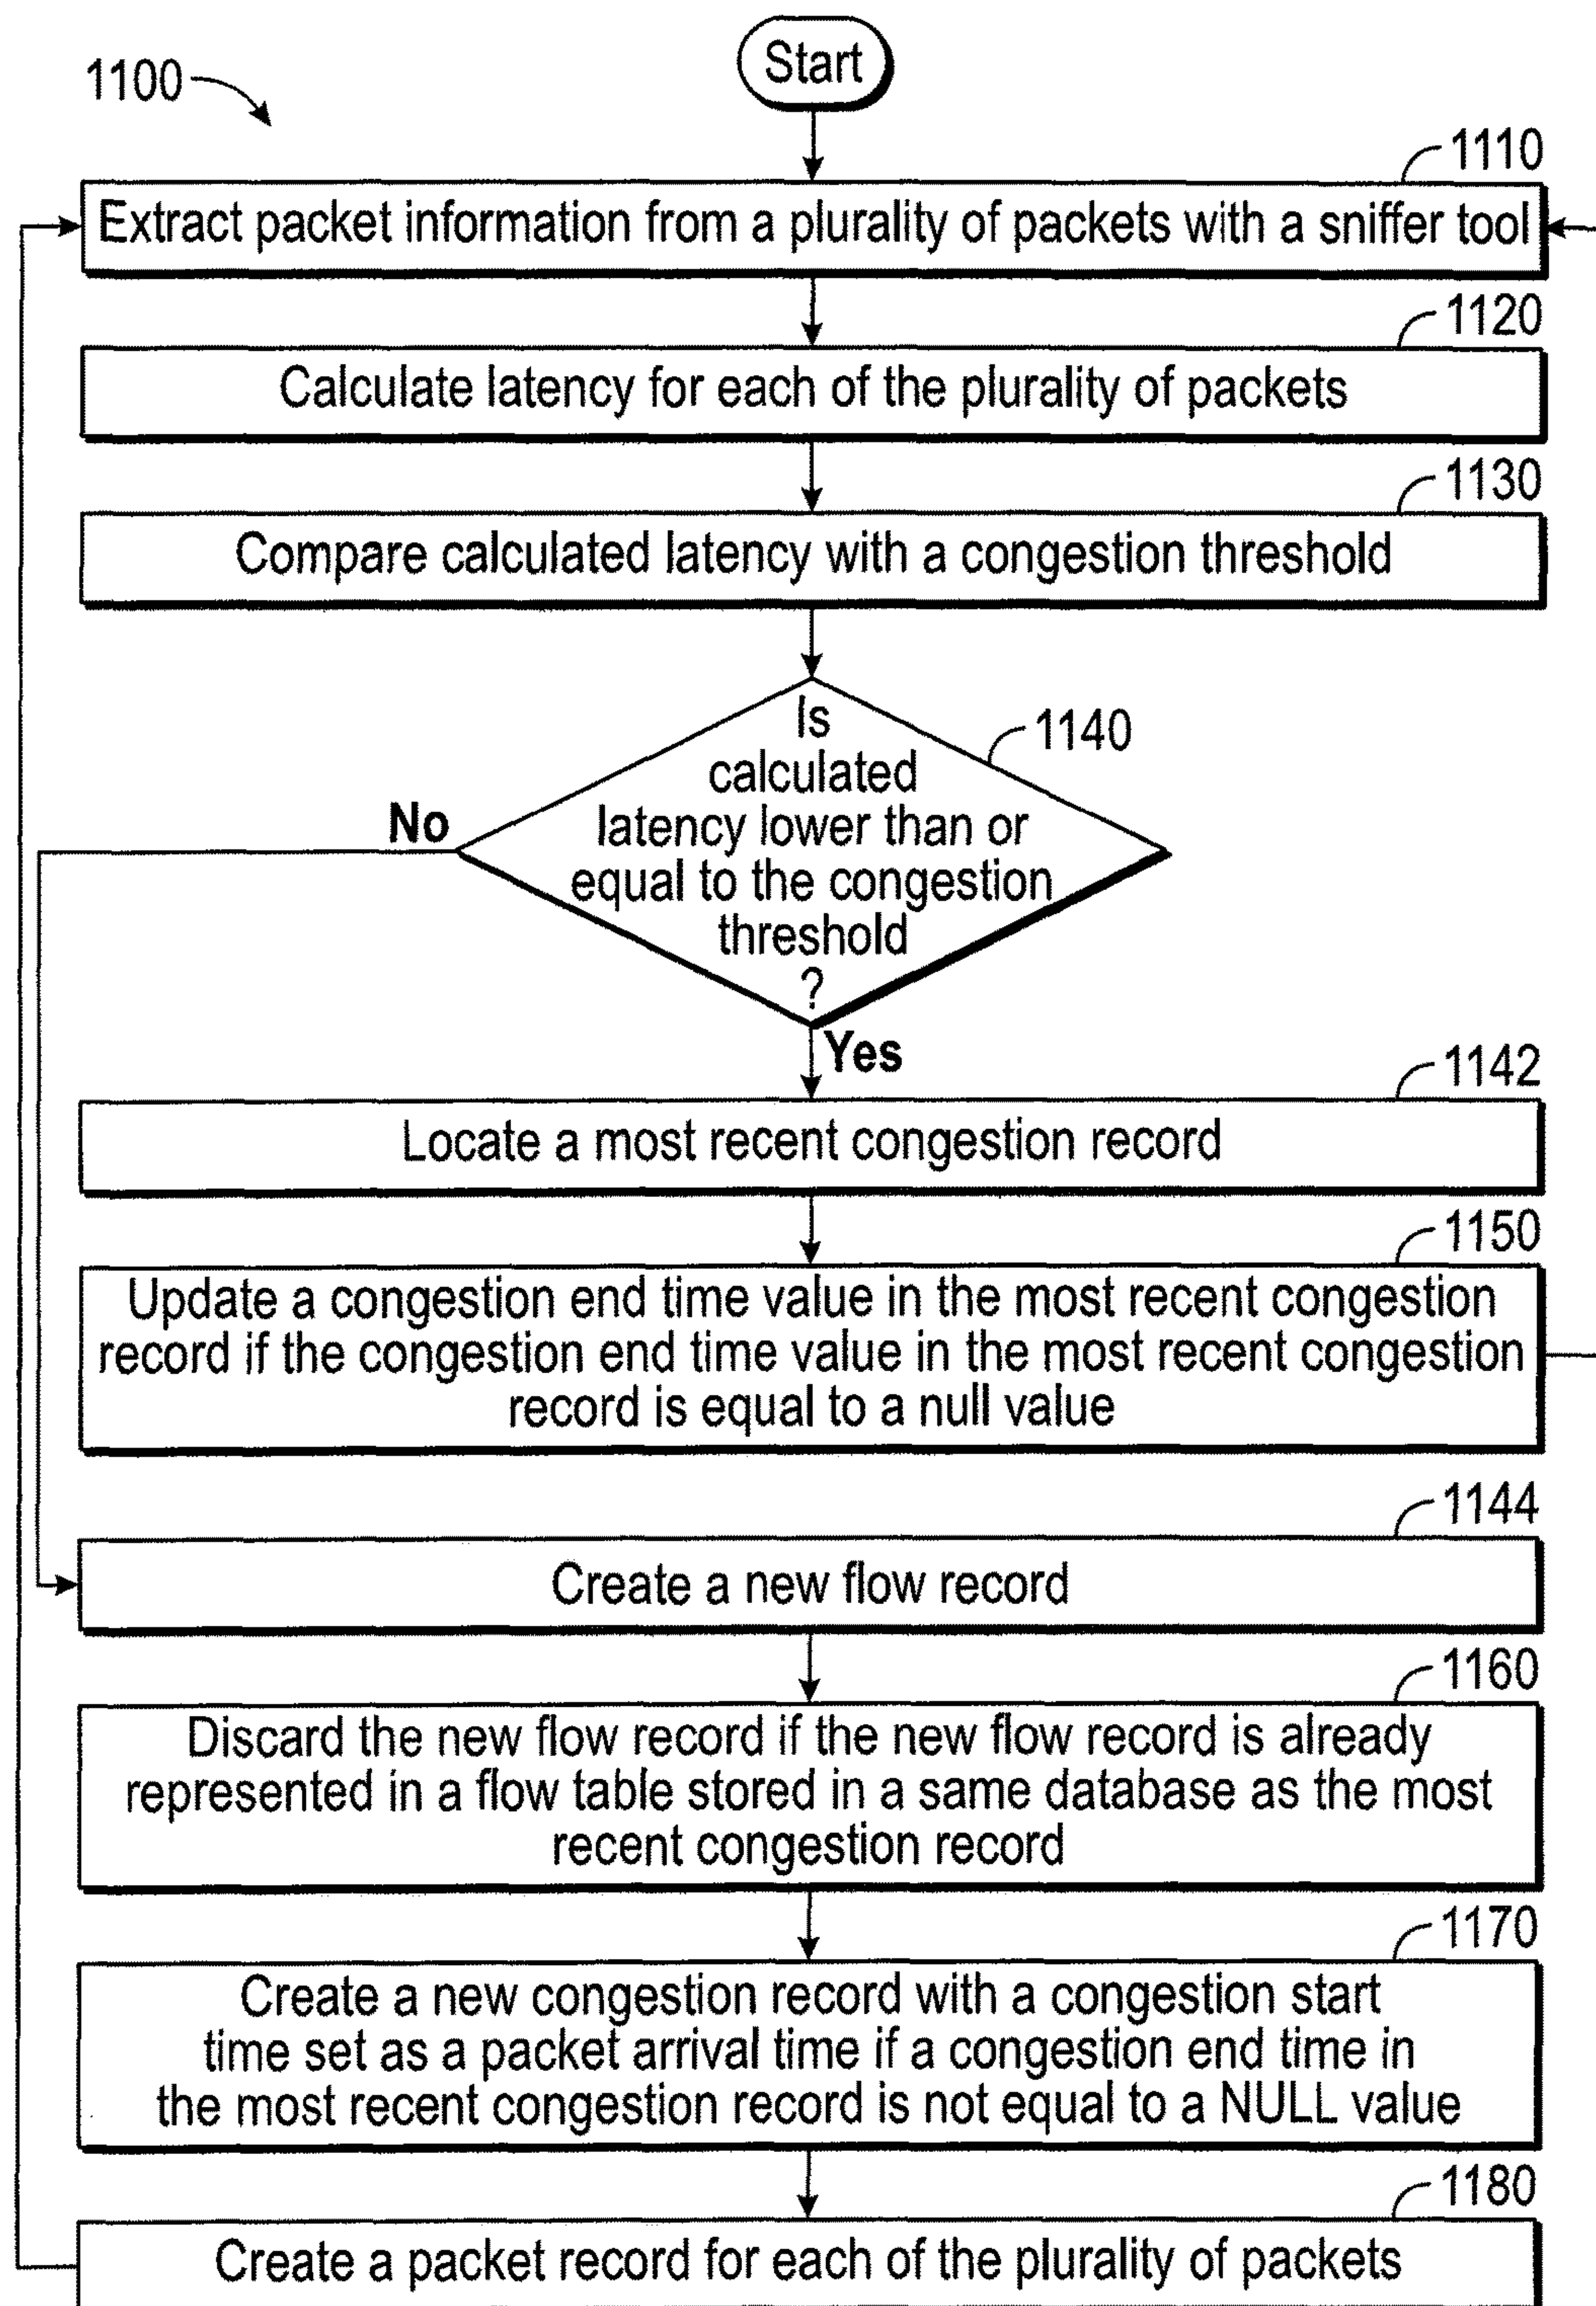 Start
1100
1110
Extract packet information from a plurality of packets with a sniffer tool
1120
Calculate latency for each of the plurality of packets
1130
Compare calculated latency with a congestion threshold
1140
Is
calculated
latency lower than or
equal to the congestion
threshold
?
No
Yes
1142
Locate a most recent congestion record
1150
Update a congestion end time value in the most recent congestion
record if the congestion end time value in the most recent congestion
record is equal to a null value
1144
Create a new flow record
1160
Discard the new flow record if the new flow record is already
represented in a flow table stored in a same database as the most
recent congestion record
1170
Create a new congestion record with a congestion start
time set as a packet arrival time if a congestion end time in
the most recent congestion record is not equal to a NULL value
1180
Create a packet record for each of the plurality of packets